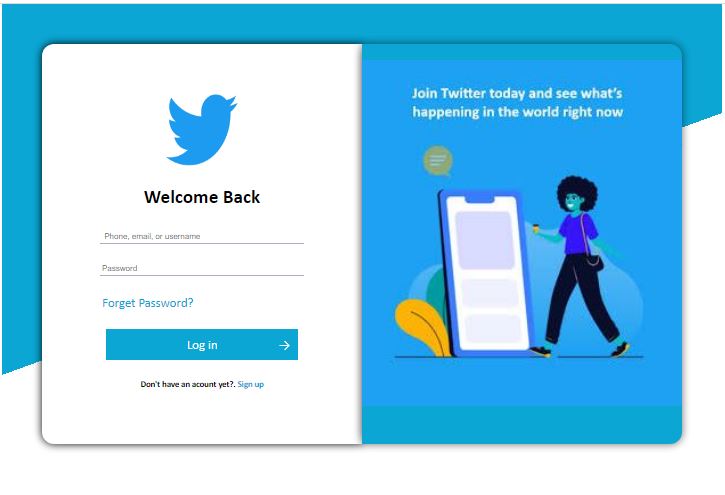 Welcome Back
Phone, email, or username
Password
Forget Password?
Log in
Don't have an acount yet?. Sign up
Join Twitter today and see what's
happening in the world right now